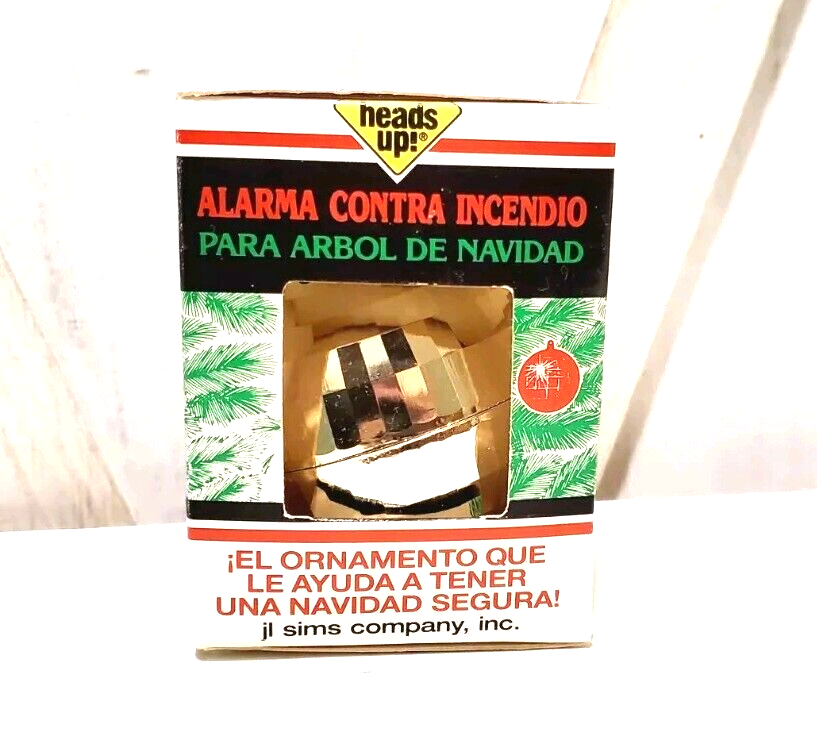 heads
up!®
ALARMA CONTRA INCENDIO
PARA ARBOL DE NAVIDAD
¡EL ORNAMENTO QUE
LE AYUDA A TENER
UNA NAVIDAD SEGURA!
jl sims company, inc.